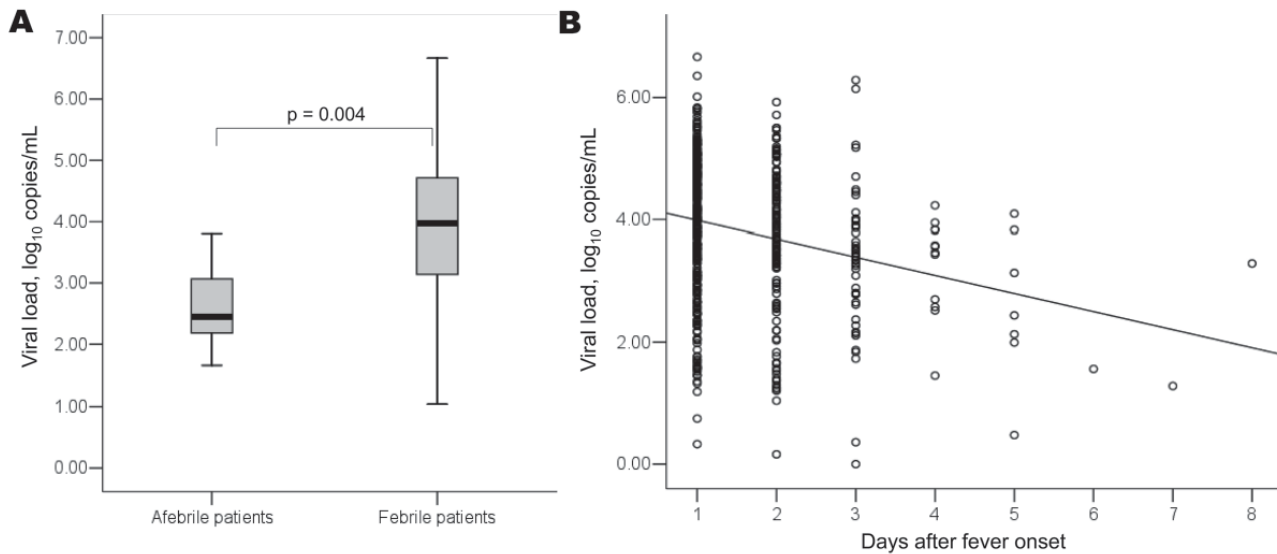 A
Viral load, log₁₀ copies/mL
7.00
6.00
5.00
4.00
3.00
2.00
1.00
0.00
p = 0.004
Afebrile patients
Febrile patients
B
Viral load, log₁₀ copies/mL
6.00
4.00
2.00
0.00
1 2 3 4 5 6 7 8
Days after fever onset